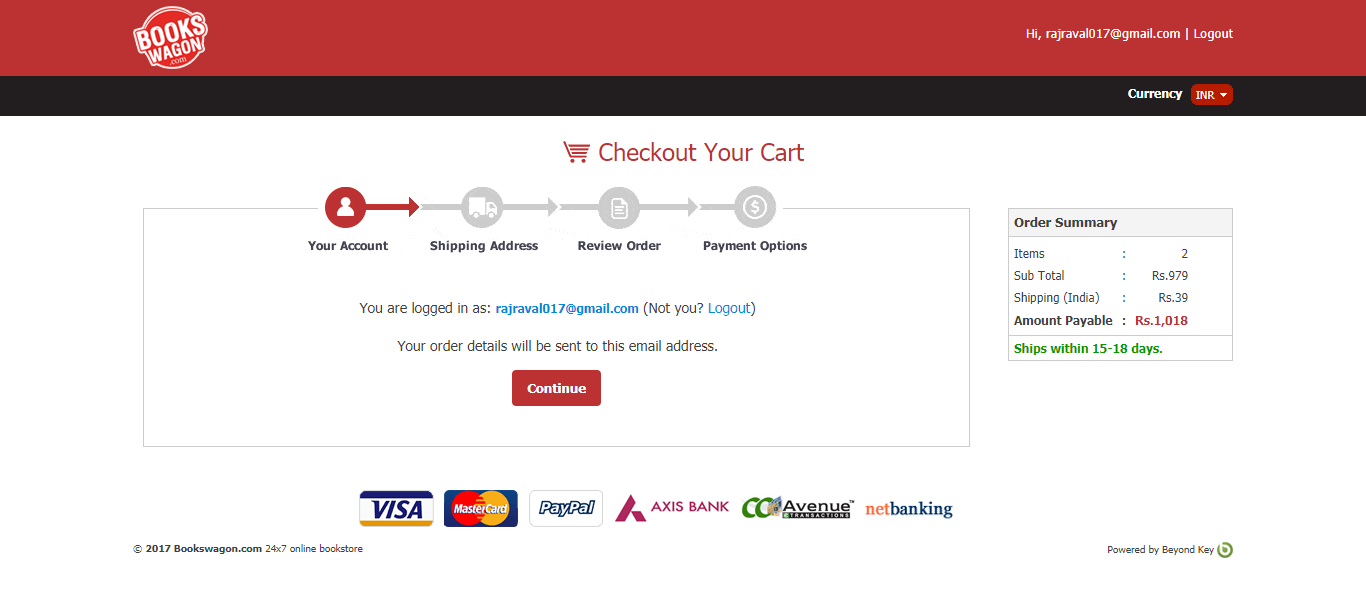 BOOKS
WAGON
.com
Hi, rajraval017@gmail.com | Logout
Currency INR
Checkout Your Cart
Your Account Shipping Address Review Order Payment Options
You are logged in as: rajraval017@gmail.com (Not you? Logout)
Your order details will be sent to this email address.
Continue
Order Summary
Items : 2
Sub Total : Rs.979
Shipping (India) : Rs.39
Amount Payable : Rs.1,018
Ships within 15-18 days.
VISA MasterCard PayPal AXIS BANK CCAvenue™ netbanking
E TRANSACTIONS
© 2017 Bookswagon.com 24x7 online bookstore
Powered by Beyond Key